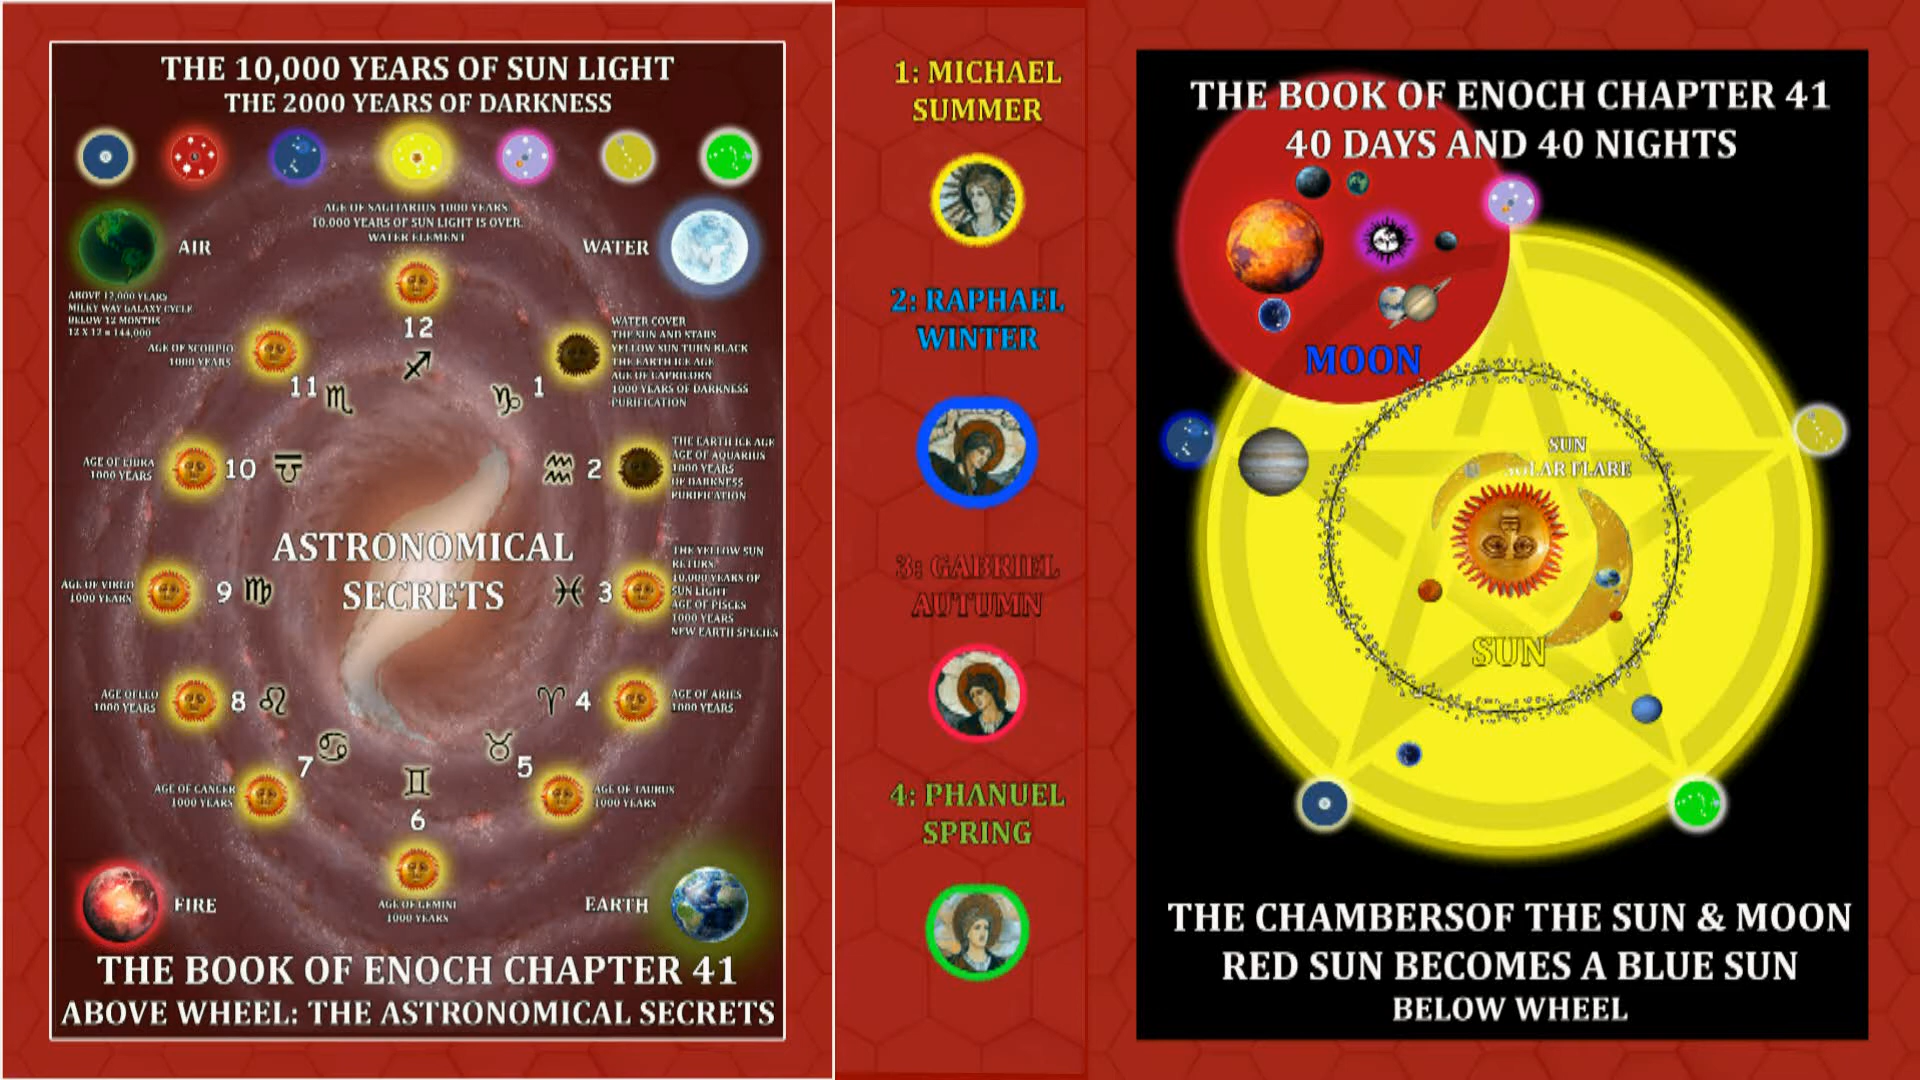 THE 10,000 YEARS OF SUN LIGHT
THE 2000 YEARS OF DARKNESS
AGE OF SAGITARIUS 1000 YEARS
10,000 YEARS OF SUN LIGHT IS OVER.
WATER ELEMENT
AIR
WATER
ABOVE 12,000 YEARS
MILKY WAY GALAXY CYCLE
BELOW 12 MONTHS
12 X 12 = 144,000
12
AGE OF SCORPIO
1000 YEARS
11
1
WATER COVER
THE SUN AND STARS
YELLOW SUN TURN BLACK
THE EARTH ICE AGE
AGE OF CAPRICORN
1000 YEARS OF DARKNESS
PURIFICATION
AGE OF LIBRA
1000 YEARS
10
2
THE EARTH ICE AGE
AGE OF AQUARIUS
1000 YEARS
OF DARKNESS
PURIFICATION
ASTRONOMICAL
SECRETS
AGE OF VIRGO
1000 YEARS
9
3
THE YELLOW SUN
RETURN.
10,000 YEARS OF
SUN LIGHT
AGE OF PISCES
1000 YEARS
NEW EARTH SPECIES
AGE OF LEO
1000 YEARS
8
4
AGE OF ARIES
1000 YEARS
7
5
AGE OF CANCER
1000 YEARS
AGE OF TAURUS
1000 YEARS
6
AGE OF GEMINI
1000 YEARS
FIRE
EARTH
THE BOOK OF ENOCH CHAPTER 41
ABOVE WHEEL: THE ASTRONOMICAL SECRETS
1: MICHAEL
SUMMER
2: RAPHAEL
WINTER
3: GABRIEL
AUTUMN
4: PHANUEL
SPRING
THE BOOK OF ENOCH CHAPTER 41
40 DAYS AND 40 NIGHTS
MOON
SUN
SOLAR FLARE
SUN
THE CHAMBERSOF THE SUN & MOON
RED SUN BECOMES A BLUE SUN
BELOW WHEEL